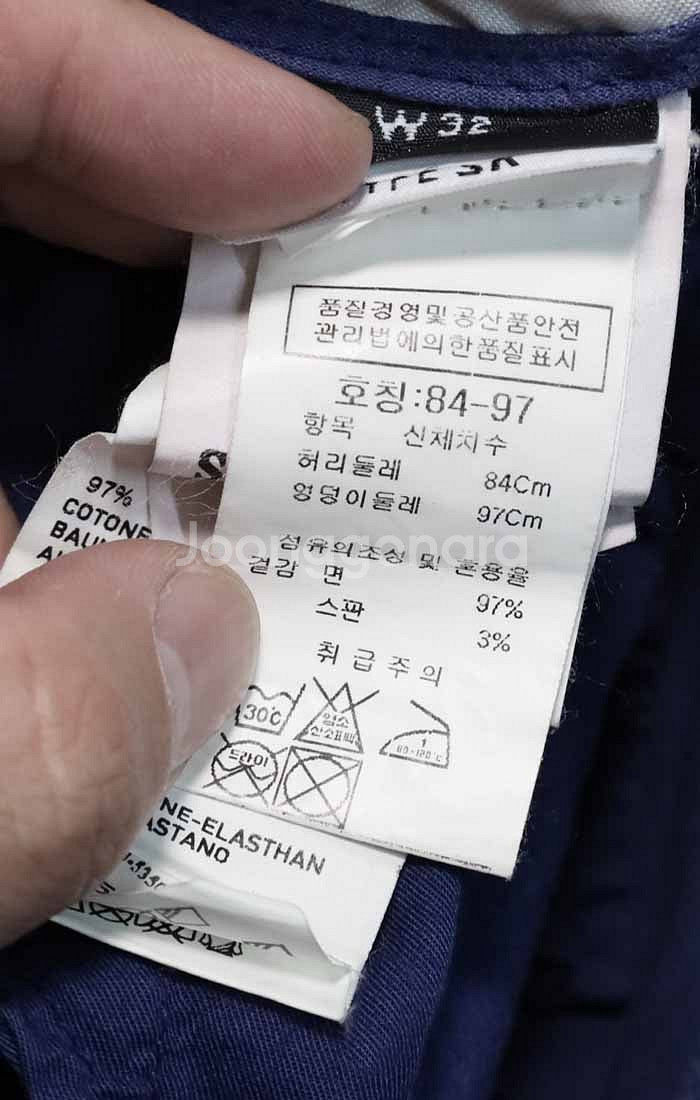 W 32
품질경영및공산품안전
관리법에의한품질표시
호칭:84-97
항목 신체치수
허리둘레 84Cm
엉덩이둘레 97Cm
섬유의조성 및 혼용율
겉감 면 97%
스판 3%
취급주의
30℃
염소
산소표백
1
80-120℃
드라이
97%
COTONE
Joonggonara
NE-ELASTHAN
ASTANO